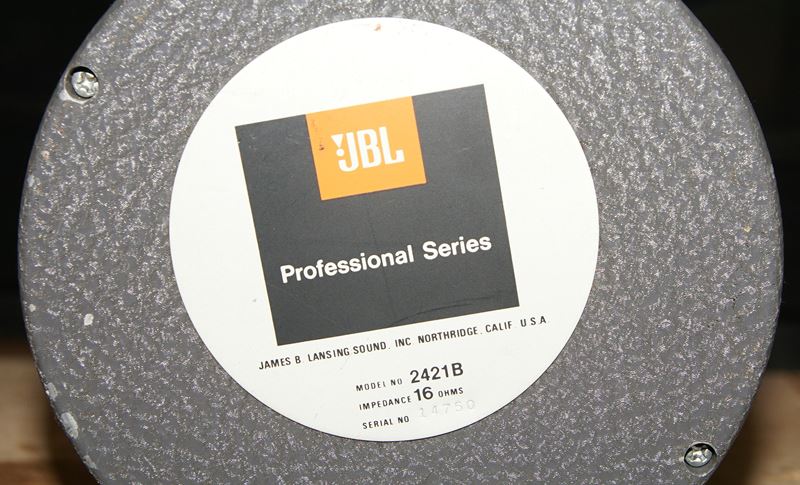 JBL
Professional Series
JAMES B. LANSING SOUND, INC. NORTHRIDGE, CALIF. U.S.A.
MODEL NO 2421B
IMPEDANCE 16 OHMS
SERIAL NO 14750